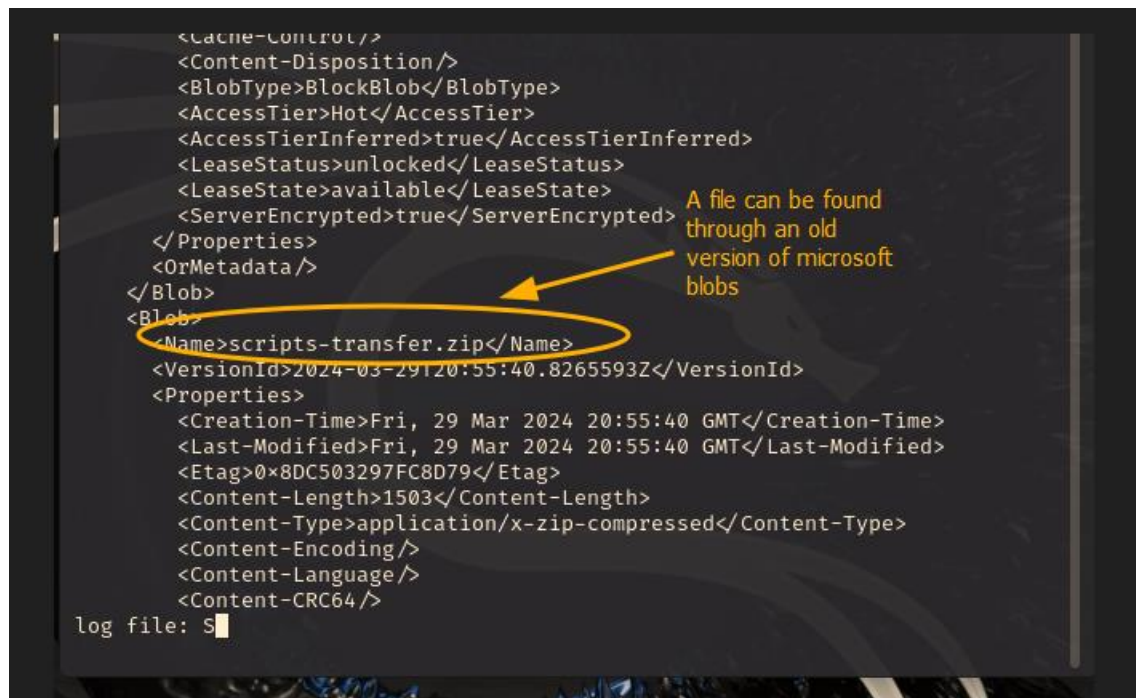 <Cache-Control/>
<Content-Disposition/>
<BlobType>BlockBlob</BlobType>
<AccessTier>Hot</AccessTier>
<AccessTierInferred>true</AccessTierInferred>
<LeaseStatus>unlocked</LeaseStatus>
<LeaseState>available</LeaseState>
<ServerEncrypted>true</ServerEncrypted>
</Properties>
<OrMetadata/>
</Blob>
<Blob>
<Name>scripts-transfer.zip</Name>
<VersionId>2024-03-29T20:55:40.8265593Z</VersionId>
<Properties>
<Creation-Time>Fri, 29 Mar 2024 20:55:40 GMT</Creation-Time>
<Last-Modified>Fri, 29 Mar 2024 20:55:40 GMT</Last-Modified>
<Etag>0×8DC503297FC8D79</Etag>
<Content-Length>1503</Content-Length>
<Content-Type>application/x-zip-compressed</Content-Type>
<Content-Encoding/>
<Content-Language/>
<Content-CRC64/>
log file: S
A file can be found
through an old
version of microsoft
blobs